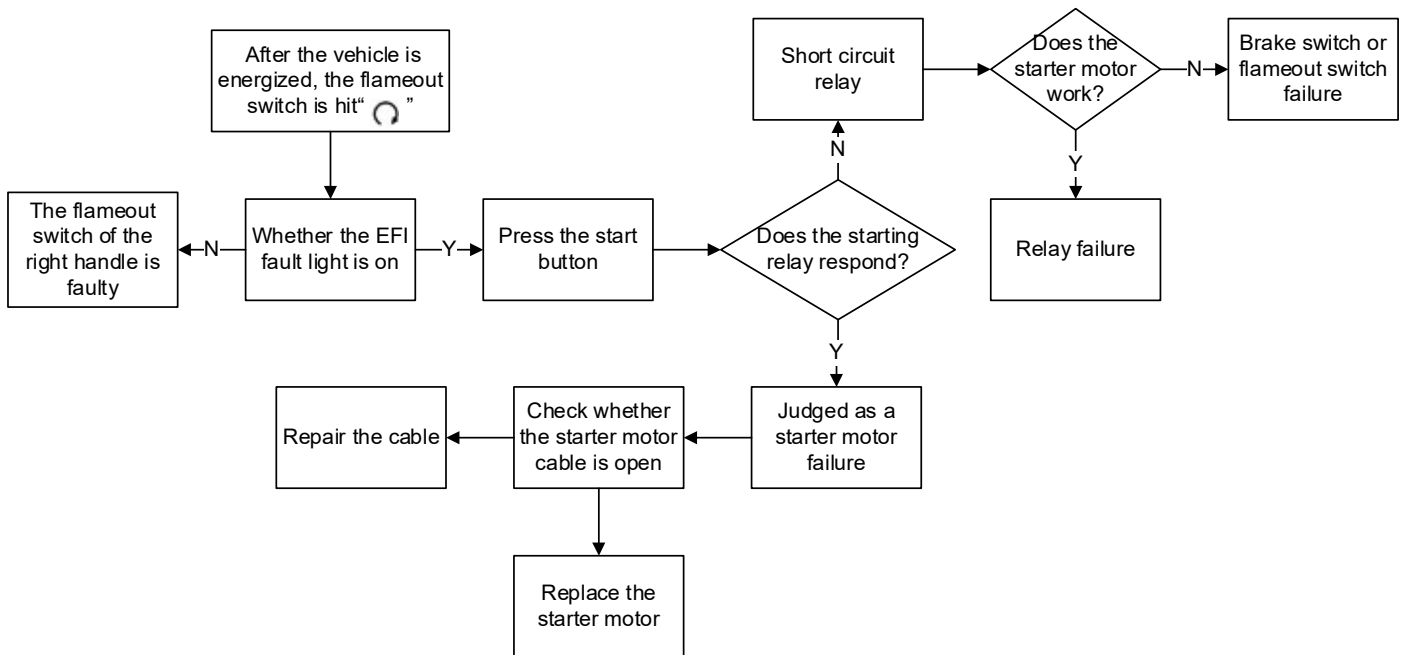 After the vehicle is
energized, the flameout
switch is hit“ ”
Short circuit
relay
Does the
starter motor
work?
N
Brake switch or
flameout switch
failure
N
Y
The flameout
switch of the
right handle is
faulty
N
Whether the EFI
fault light is on
Y
Press the start
button
Does the starting
relay respond?
Relay failure
Y
Repair the cable
Check whether
the starter motor
cable is open
Judged as a
starter motor
failure
Replace the
starter motor